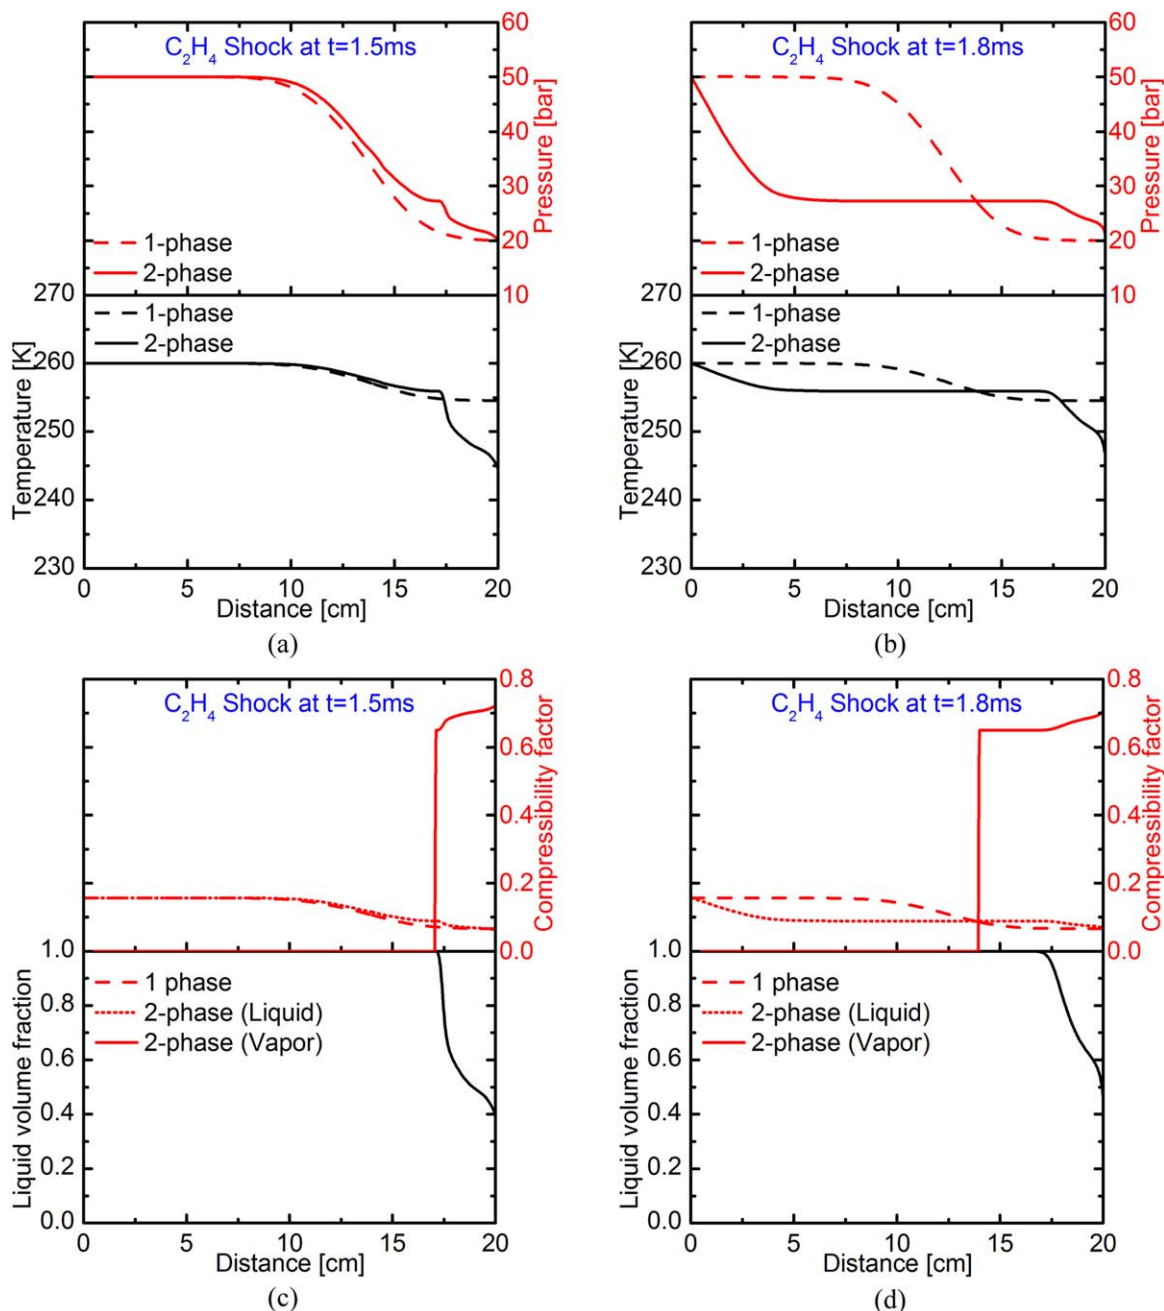 C₂H₄ Shock at t=1.5ms
60
50
40
30
20
10
Pressure [bar]
1-phase
2-phase
270
260
250
240
230
Temperature [K]
1-phase
2-phase
0 5 10 15 20
Distance [cm]
(a)
C₂H₄ Shock at t=1.8ms
60
50
40
30
20
10
Pressure [bar]
1-phase
2-phase
270
260
250
240
230
Temperature [K]
1-phase
2-phase
0 5 10 15 20
Distance [cm]
(b)
C₂H₄ Shock at t=1.5ms
0.8
0.6
0.4
0.2
0.0
Compressibility factor
1.0
0.8
0.6
0.4
0.2
0.0
Liquid volume fraction
1 phase
2-phase (Liquid)
2-phase (Vapor)
0 5 10 15 20
Distance [cm]
(c)
C₂H₄ Shock at t=1.8ms
0.8
0.6
0.4
0.2
0.0
Compressibility factor
1.0
0.8
0.6
0.4
0.2
0.0
Liquid volume fraction
1 phase
2-phase (Liquid)
2-phase (Vapor)
0 5 10 15 20
Distance [cm]
(d)